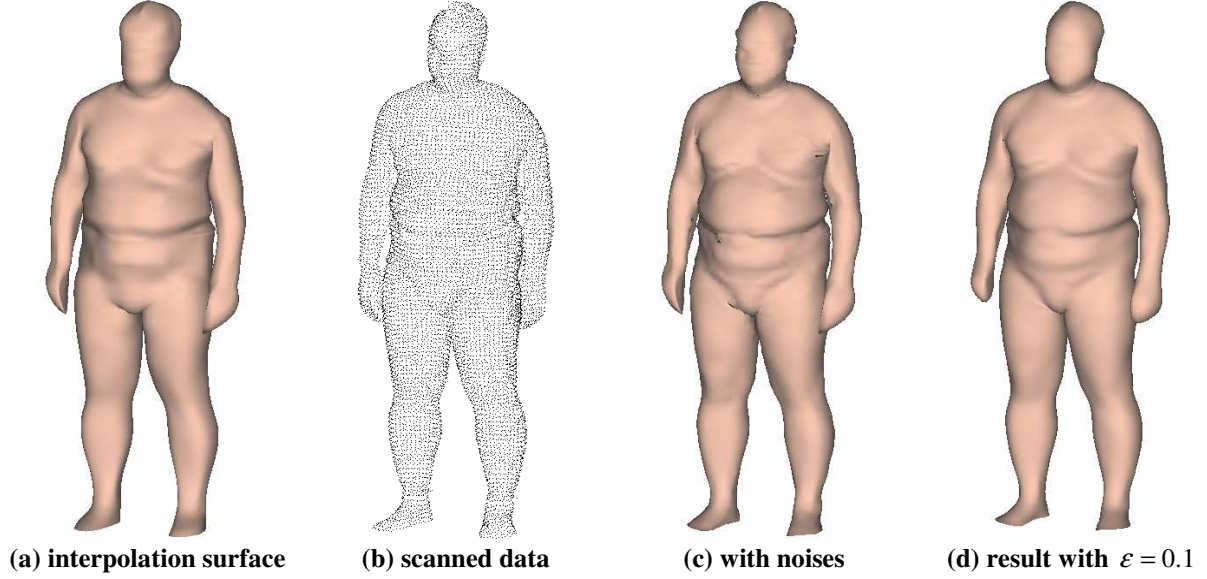 (a) interpolation surface (b) scanned data (c) with noises (d) result with ε = 0.1